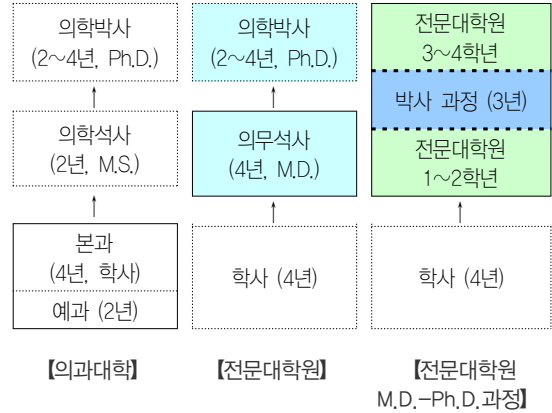 의학박사
(2~4년, Ph.D.)
의학석사
(2년, M.S.)
본과
(4년, 학사)
예과 (2년)
【의과대학】
의학박사
(2~4년, Ph.D.)
의무석사
(4년, M.D.)
학사 (4년)
【전문대학원】
전문대학원
3~4학년
박사 과정 (3년)
전문대학원
1~2학년
학사 (4년)
【전문대학원
M.D.-Ph.D.과정】